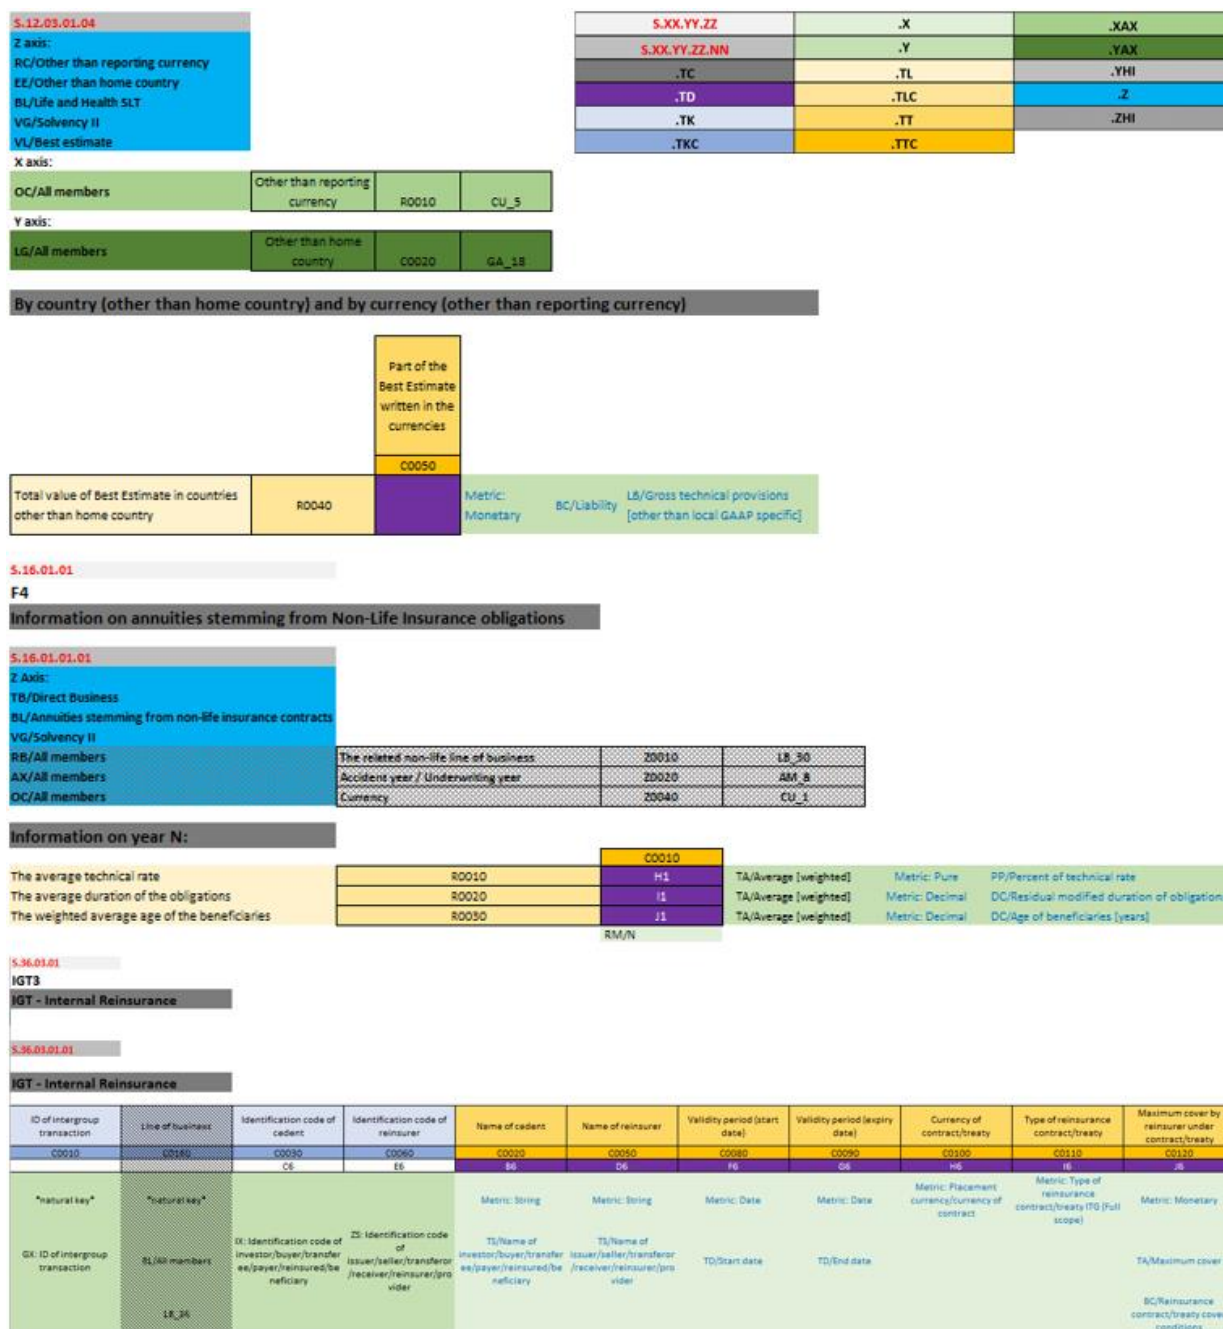 S.12.03.01.04
Z axis:
RC/Other than reporting currency
EE/Other than home country
BL/Life and Health SLT
VG/Solvency II
VL/Best estimate
S.XX.YY.ZZ .X .XAX
S.XX.YY.ZZ.NN .Y .YAX
.TC .TL .YHI
.TD .TLC .Z
.TK .TT .ZHI
.TKC .TTC
X axis:
OC/All members Other than reporting currency R0010 CU_5
Y axis:
LG/All members Other than home country C0020 GA_18
By country (other than home country) and by currency (other than reporting currency)
Part of the
Best Estimate
written in the
currencies
C0050
Total value of Best Estimate in countries other than home country R0040 Metric: Monetary BC/Liability LB/Gross technical provisions [other than local GAAP specific]
S.16.01.01
F4
Information on annuities stemming from Non-Life Insurance obligations
S.16.01.01.01
Z Axis:
TB/Direct Business
BL/Annuities stemming from non-life insurance contracts
VG/Solvency II
RB/All members The related non-life line of business Z0010 LB_30
AX/All members Accident year / Underwriting year Z0020 AM_8
OC/All members Currency Z0040 CU_1
Information on year N:
C0010
The average technical rate R0010 H1 TA/Average [weighted] Metric: Pure PP/Percent of technical rate
The average duration of the obligations R0020 I1 TA/Average [weighted] Metric: Decimal DC/Residual modified duration of obligation
The weighted average age of the beneficiaries R0030 J1 TA/Average [weighted] Metric: Decimal DC/Age of beneficiaries [years]
RM/N
S.36.03.01
IGT3
IGT - Internal Reinsurance
S.36.03.01.01
IGT - Internal Reinsurance
ID of intergroup transaction Line of business Identification code of cedent Identification code of reinsurer Name of cedent Name of reinsurer Validity period (start date) Validity period (expiry date) Currency of contract/treaty Type of reinsurance contract/treaty Maximum cover by reinsurer under contract/treaty
C0010 C0160 C0030 C0060 C0020 C0050 C0080 C0090 C0100 C0110 C0120
C6 E6 B6 D6 F6 G6 H6 I6 J6
*natural key* *natural key* Metric: String Metric: String Metric: Date Metric: Date Metric: Placement currency/currency of contract Metric: Type of reinsurance contract/treaty ITG (Full scope) Metric: Monetary
GX: ID of intergroup transaction BL/All members IX: Identification code of investor/buyer/transferee/payer/reinsured/beneficiary ZS: Identification code of issuer/seller/transferor/receiver/reinsurer/provider TS/Name of investor/buyer/transferee/payer/reinsured/beneficiary TS/Name of issuer/seller/transferor/receiver/reinsurer/provider TD/Start date TD/End date TA/Maximum cover
LB_36 BC/Reinsurance contract/treaty cover conditions